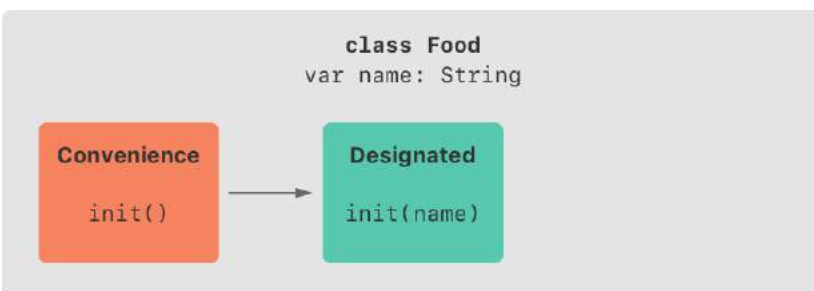 class Food
var name: String
Convenience
init()
Designated
init(name)